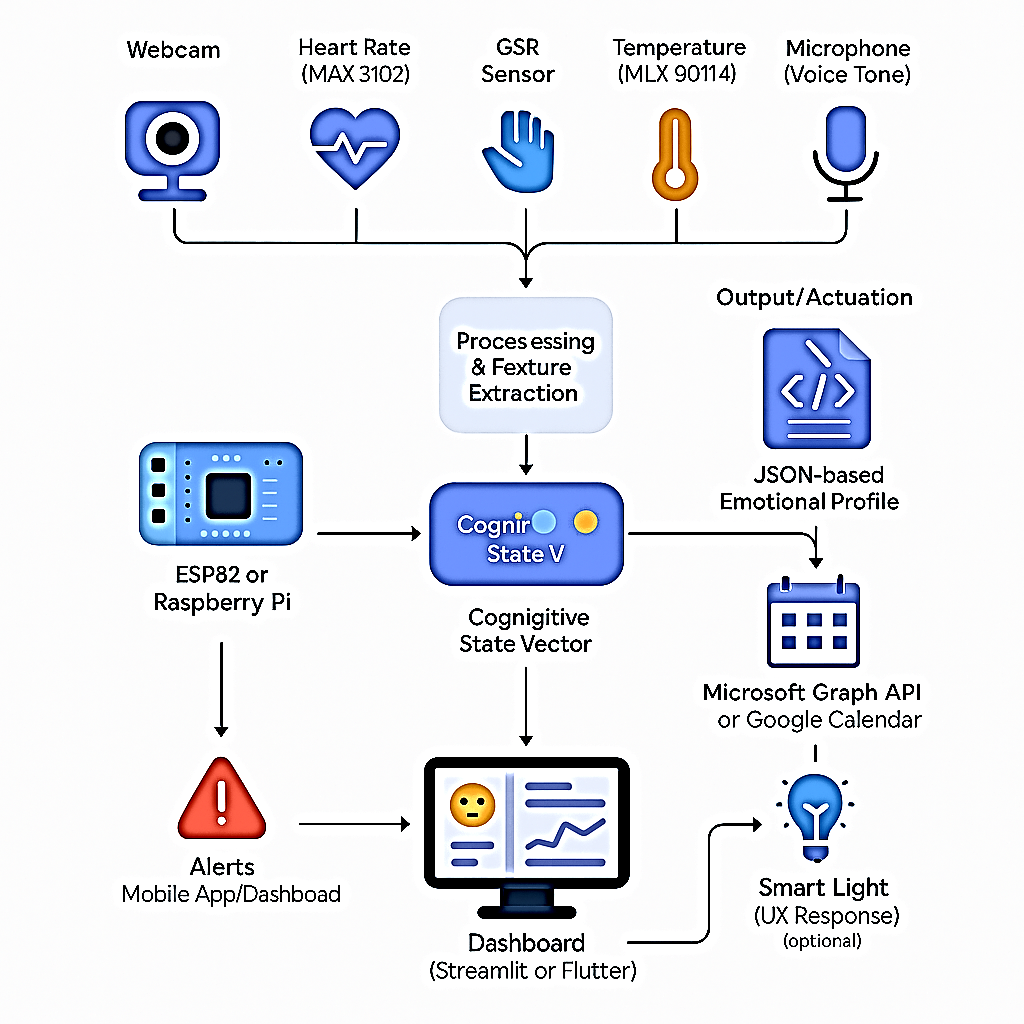 Webcam
Heart Rate
(MAX 3102)
GSR
Sensor
Temperature
(MLX 90114)
Microphone
(Voice Tone)
Processing
& Fexture
Extraction
Output/Actuation
JSON-based
Emotional Profile
ESP82 or
Raspberry Pi
Cognir
State V
Cognigitive
State Vector
Microsoft Graph API
or Google Calendar
Alerts
Mobile App/Dashboad
Dashboard
(Streamlit or Flutter)
Smart Light
(UX Response)
(optional)